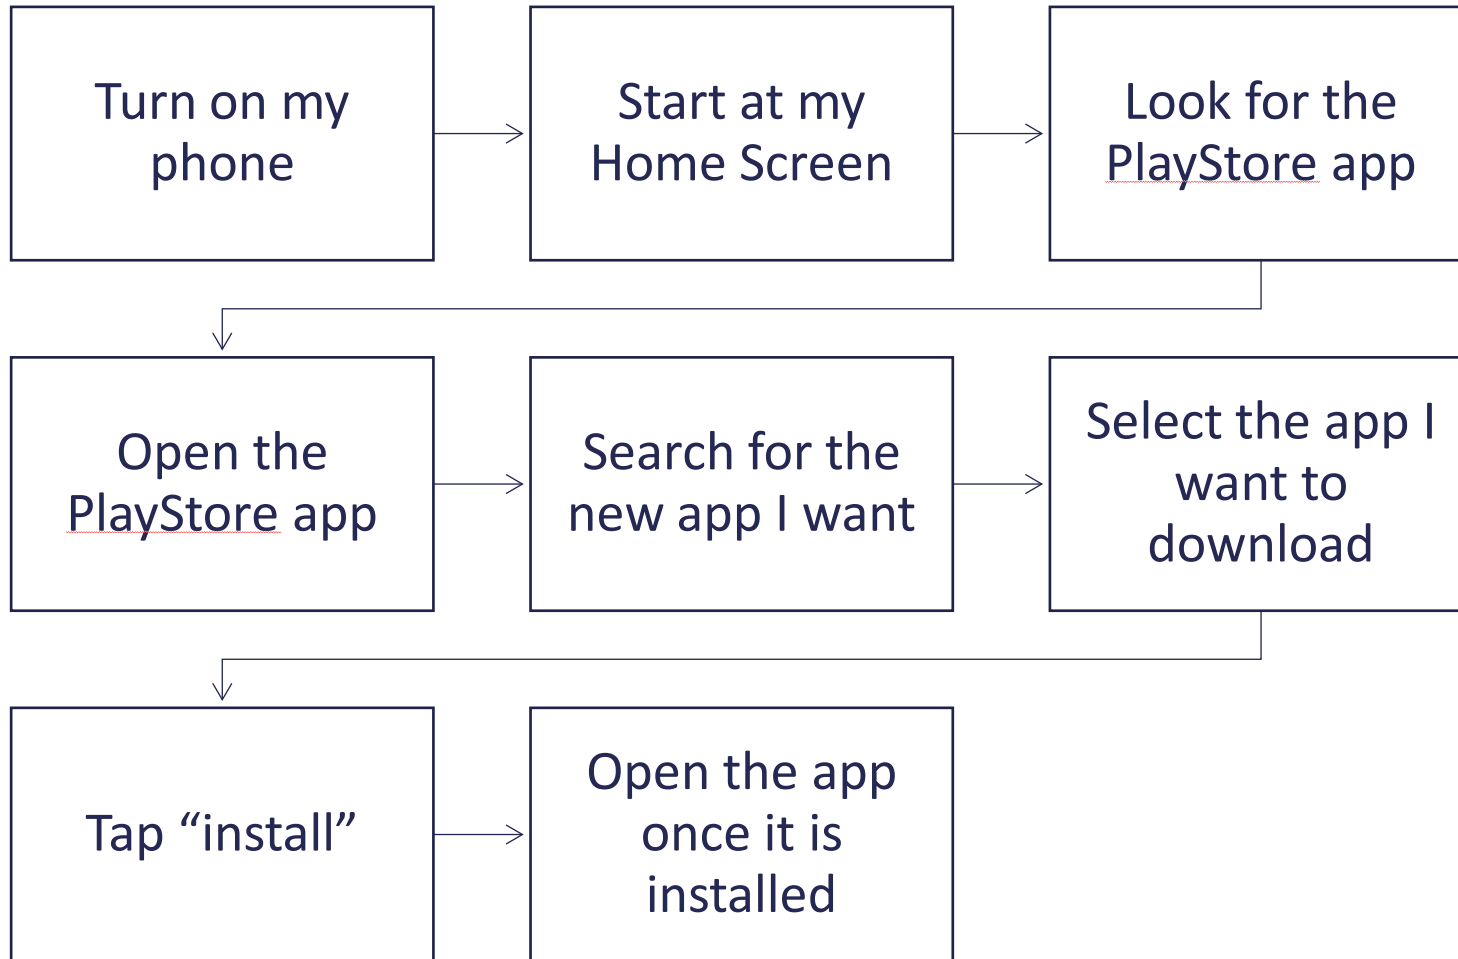 Turn on my
phone
Start at my
Home Screen
Look for the
PlayStore app
Open the
PlayStore app
Search for the
new app I want
Select the app I
want to
download
Tap “install”
Open the app
once it is
installed